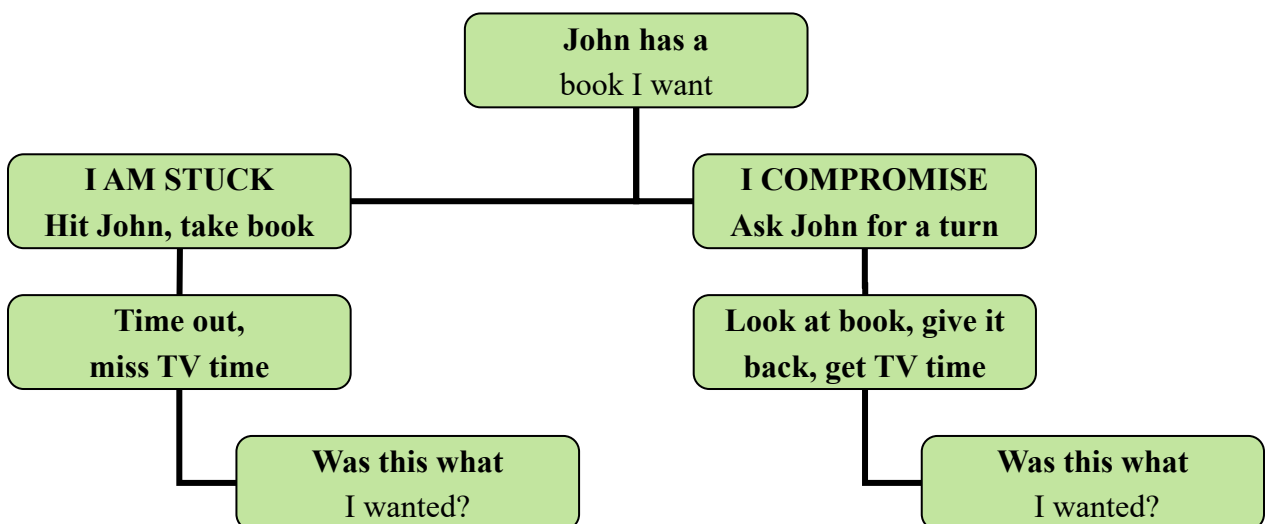 John has a
book I want
I AM STUCK
Hit John, take book
I COMPROMISE
Ask John for a turn
Time out,
miss TV time
Look at book, give it
back, get TV time
Was this what
I wanted?
Was this what
I wanted?